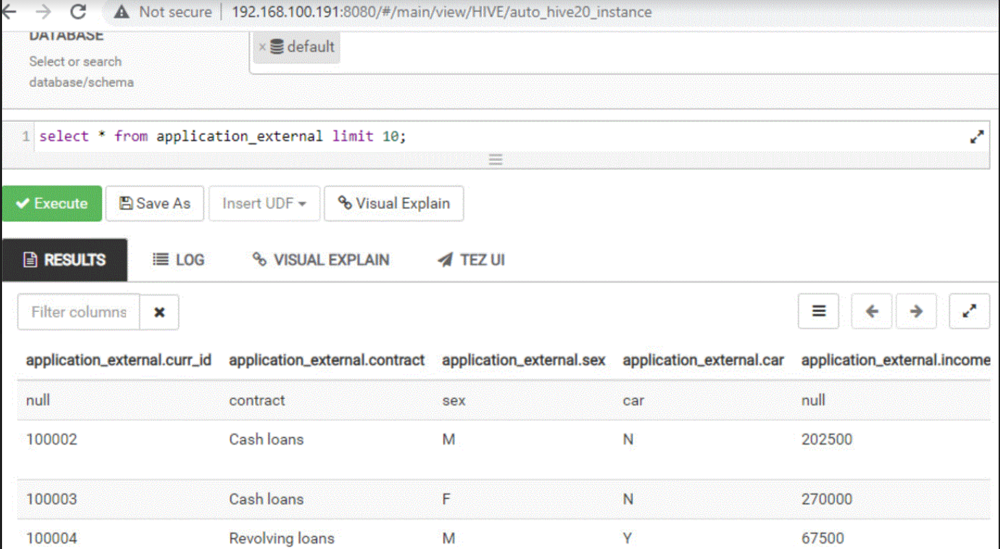 Not secure | 192.168.100.191:8080/#/main/view/HIVE/auto_hive20_instance
DATABASE
× default
Select or search
database/schema
1 select * from application_external limit 10;
Execute Save As Insert UDF Visual Explain
RESULTS LOG VISUAL EXPLAIN TEZ UI
Filter columns
application_external.curr_id application_external.contract application_external.sex application_external.car application_external.income
null contract sex car null
100002 Cash loans M N 202500
100003 Cash loans F N 270000
100004 Revolving loans M Y 67500